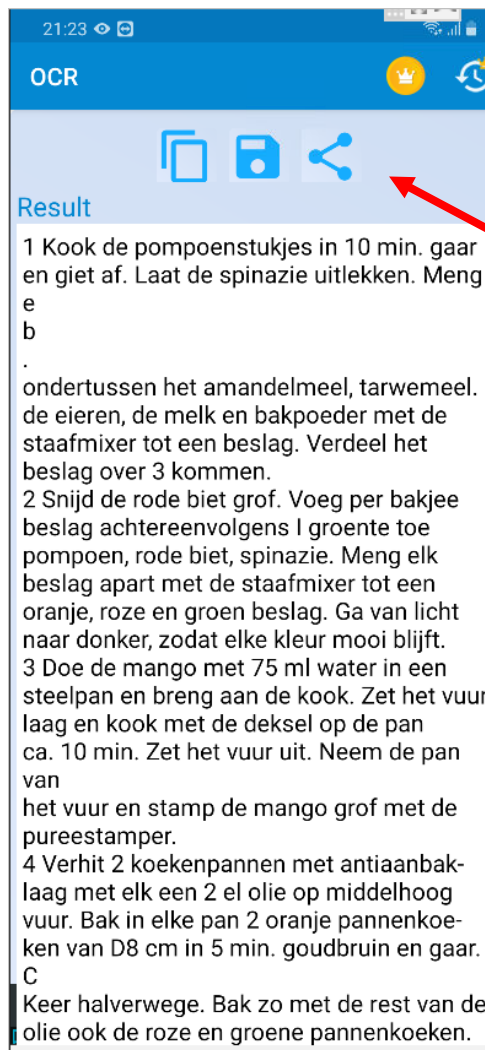 21:23
OCR
Result
1 Kook de pompoenstukjes in 10 min. gaar
en giet af. Laat de spinazie uitlekken. Meng
e
b
.
ondertussen het amandelmeel, tarwemeel.
de eieren, de melk en bakpoeder met de
staafmixer tot een beslag. Verdeel het
beslag over 3 kommen.
2 Snijd de rode biet grof. Voeg per bakjee
beslag achtereenvolgens I groente toe
pompoen, rode biet, spinazie. Meng elk
beslag apart met de staafmixer tot een
oranje, roze en groen beslag. Ga van licht
naar donker, zodat elke kleur mooi blijft.
3 Doe de mango met 75 ml water in een
steelpan en breng aan de kook. Zet het vuur
laag en kook met de deksel op de pan
ca. 10 min. Zet het vuur uit. Neem de pan
van
het vuur en stamp de mango grof met de
pureestamper.
4 Verhit 2 koekenpannen met antiaanbak-
laag met elk een 2 el olie op middelhoog
vuur. Bak in elke pan 2 oranje pannenkoe-
ken van D8 cm in 5 min. goudbruin en gaar.
C
Keer halverwege. Bak zo met de rest van de
olie ook de roze en groene pannenkoeken.